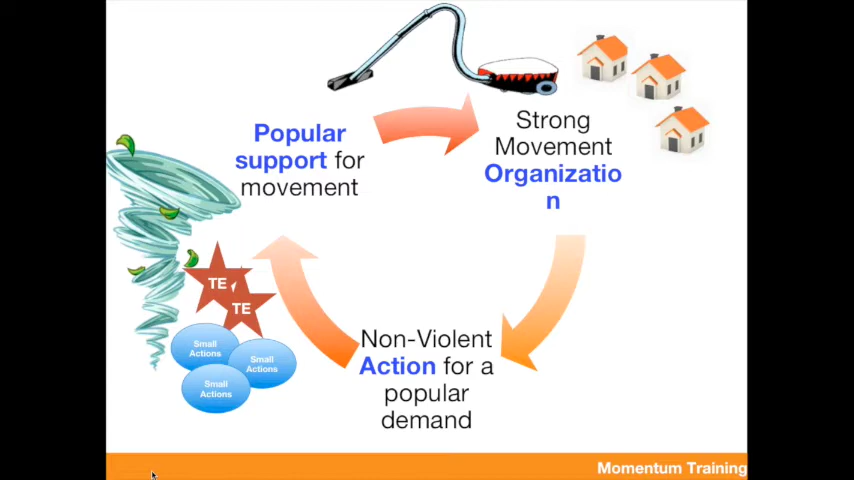 Popular
support for
movement
Strong
Movement
Organizatio
n
TE
TE
Small
Actions
Small
Actions
Small
Actions
Non-Violent
Action for a
popular
demand
Momentum Training